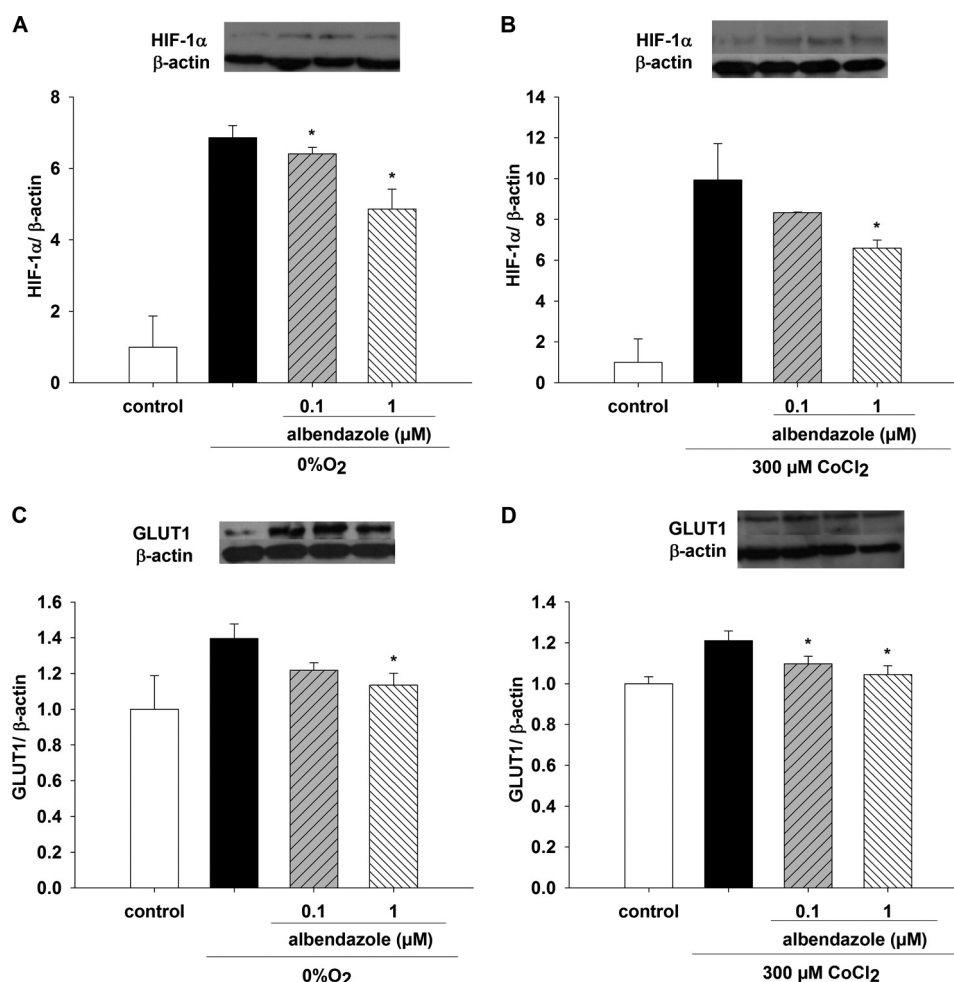 A
HIF-1α
β-actin
HIF-1α/ β-actin
8
6
4
2
0
control
0.1
1
*
*
albendazole (µM)
0%O2
B
HIF-1α
β-actin
HIF-1α/ β-actin
14
12
10
8
6
4
2
0
control
0.1
1
*
albendazole (µM)
300 µM CoCl2
C
GLUT1
β-actin
GLUT1/ β-actin
1.6
1.4
1.2
1.0
0.8
0.6
0.4
0.2
0.0
control
0.1
1
*
albendazole (µM)
0%O2
D
GLUT1
β-actin
GLUT1/ β-actin
1.4
1.2
1.0
0.8
0.6
0.4
0.2
0.0
control
0.1
1
*
*
albendazole (µM)
300 µM CoCl2